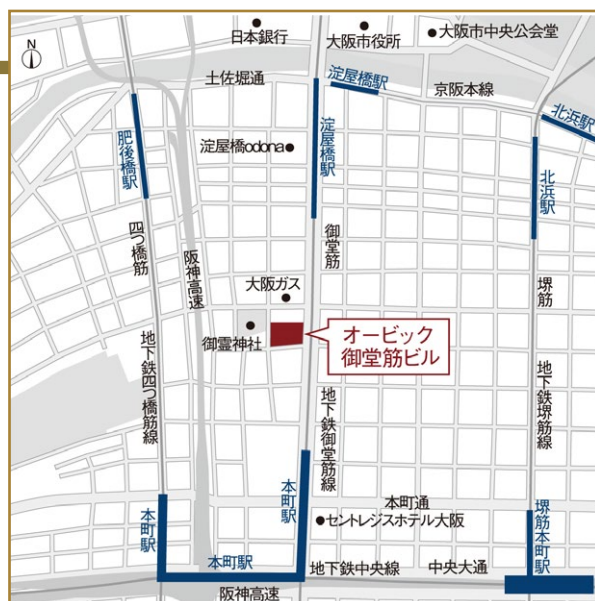 N
日本銀行
大阪市役所
大阪市中央公会堂
土佐堀通
淀屋橋駅
京阪本線
北浜駅
肥後橋駅
淀屋橋odona
淀屋橋駅
北浜駅
四つ橋筋
阪神高速
御堂筋
堺筋
大阪ガス
御霊神社
オービック
御堂筋ビル
地下鉄四つ橋筋線
地下鉄御堂筋線
地下鉄堺筋線
本町駅
本町駅
本町通
セントレジスホテル大阪
堺筋本町駅
本町駅
地下鉄中央線
中央大通
阪神高速